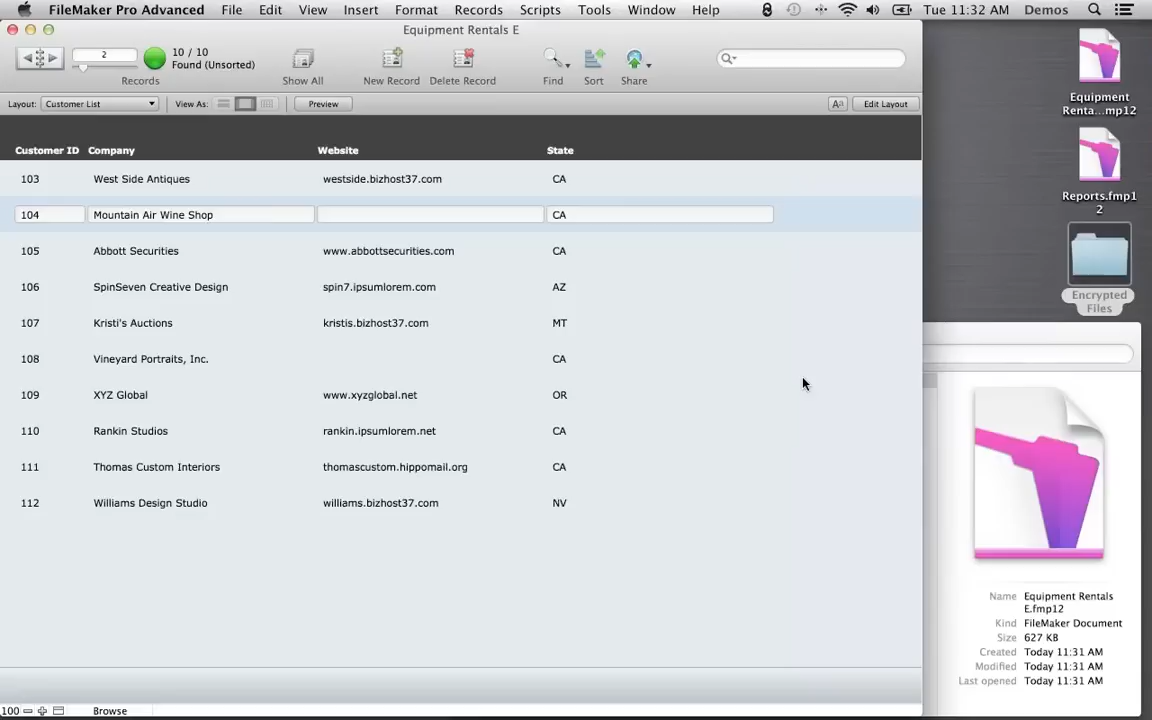 FileMaker Pro Advanced File Edit View Insert Format Records Scripts Tools Window Help Tue 11:32 AM Demos
Equipment Rentals E
2
10 / 10
Found (Unsorted)
Records
Show All
New Record
Delete Record
Find
Sort
Share
Layout: Customer List
View As:
Preview
Aa
Edit Layout
Customer ID Company Website State
103 West Side Antiques westside.bizhost37.com CA
104 Mountain Air Wine Shop CA
105 Abbott Securities www.abbottsecurities.com CA
106 SpinSeven Creative Design spin7.ipsumlorem.com AZ
107 Kristi's Auctions kristis.bizhost37.com MT
108 Vineyard Portraits, Inc. CA
109 XYZ Global www.xyzglobal.net OR
110 Rankin Studios rankin.ipsumlorem.net CA
111 Thomas Custom Interiors thomascustom.hippomail.org CA
112 Williams Design Studio williams.bizhost37.com NV
100 Browse
Equipment
Renta...mp12
Reports.fmp1
2
Encrypted
Files
Name Equipment Rentals
E.fmp12
Kind FileMaker Document
Size 627 KB
Created Today 11:31 AM
Modified Today 11:31 AM
Last opened Today 11:31 AM